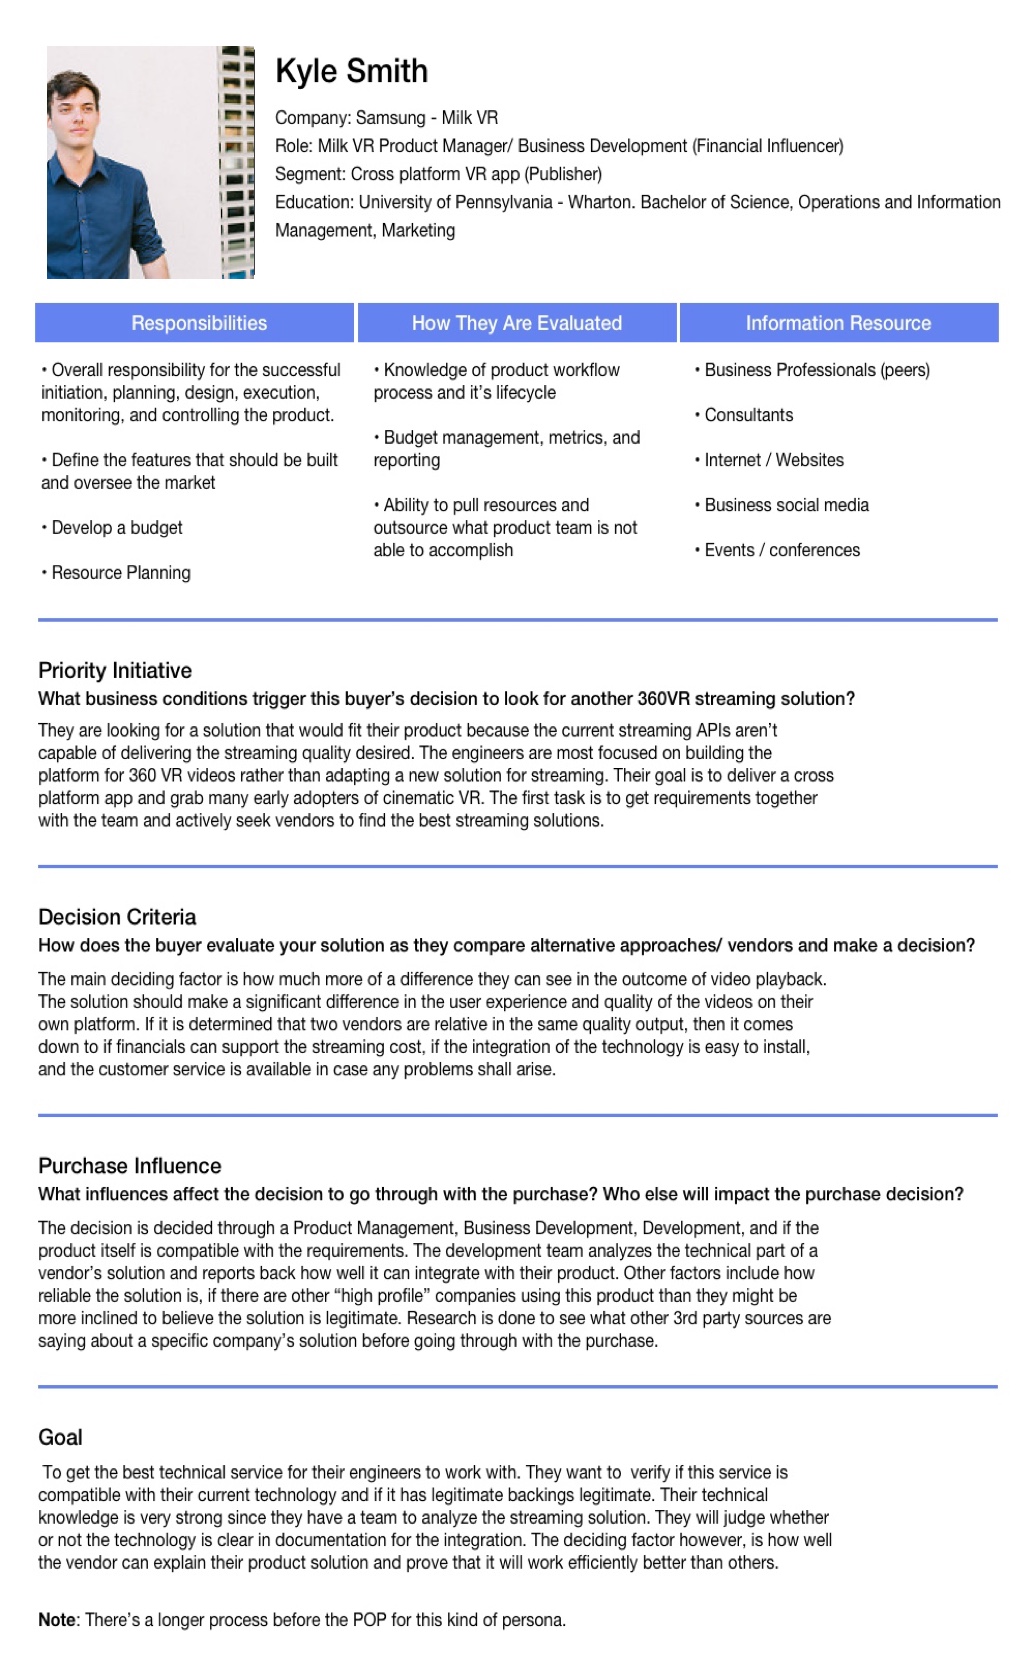 Kyle Smith
Company: Samsung - Milk VR
Role: Milk VR Product Manager/ Business Development (Financial Influencer)
Segment: Cross platform VR app (Publisher)
Education: University of Pennsylvania - Wharton. Bachelor of Science, Operations and Information
Management, Marketing
Responsibilities
• Overall responsibility for the successful
initiation, planning, design, execution,
monitoring, and controlling the product.
• Define the features that should be built
and oversee the market
• Develop a budget
• Resource Planning
How They Are Evaluated
• Knowledge of product workflow
process and it’s lifecycle
• Budget management, metrics, and
reporting
• Ability to pull resources and
outsource what product team is not
able to accomplish
Information Resource
• Business Professionals (peers)
• Consultants
• Internet / Websites
• Business social media
• Events / conferences
Priority Initiative
What business conditions trigger this buyer’s decision to look for another 360VR streaming solution?
They are looking for a solution that would fit their product because the current streaming APIs aren’t
capable of delivering the streaming quality desired. The engineers are most focused on building the
platform for 360 VR videos rather than adapting a new solution for streaming. Their goal is to deliver a cross
platform app and grab many early adopters of cinematic VR. The first task is to get requirements together
with the team and actively seek vendors to find the best streaming solutions.
Decision Criteria
How does the buyer evaluate your solution as they compare alternative approaches/ vendors and make a decision?
The main deciding factor is how much more of a difference they can see in the outcome of video playback.
The solution should make a significant difference in the user experience and quality of the videos on their
own platform. If it is determined that two vendors are relative in the same quality output, then it comes
down to if financials can support the streaming cost, if the integration of the technology is easy to install,
and the customer service is available in case any problems shall arise.
Purchase Influence
What influences affect the decision to go through with the purchase? Who else will impact the purchase decision?
The decision is decided through a Product Management, Business Development, Development, and if the
product itself is compatible with the requirements. The development team analyzes the technical part of a
vendor’s solution and reports back how well it can integrate with their product. Other factors include how
reliable the solution is, if there are other “high profile” companies using this product than they might be
more inclined to believe the solution is legitimate. Research is done to see what other 3rd party sources are
saying about a specific company’s solution before going through with the purchase.
Goal
To get the best technical service for their engineers to work with. They want to  verify if this service is
compatible with their current technology and if it has legitimate backings legitimate. Their technical
knowledge is very strong since they have a team to analyze the streaming solution. They will judge whether
or not the technology is clear in documentation for the integration. The deciding factor however, is how well
the vendor can explain their product solution and prove that it will work efficiently better than others.
Note: There’s a longer process before the POP for this kind of persona.